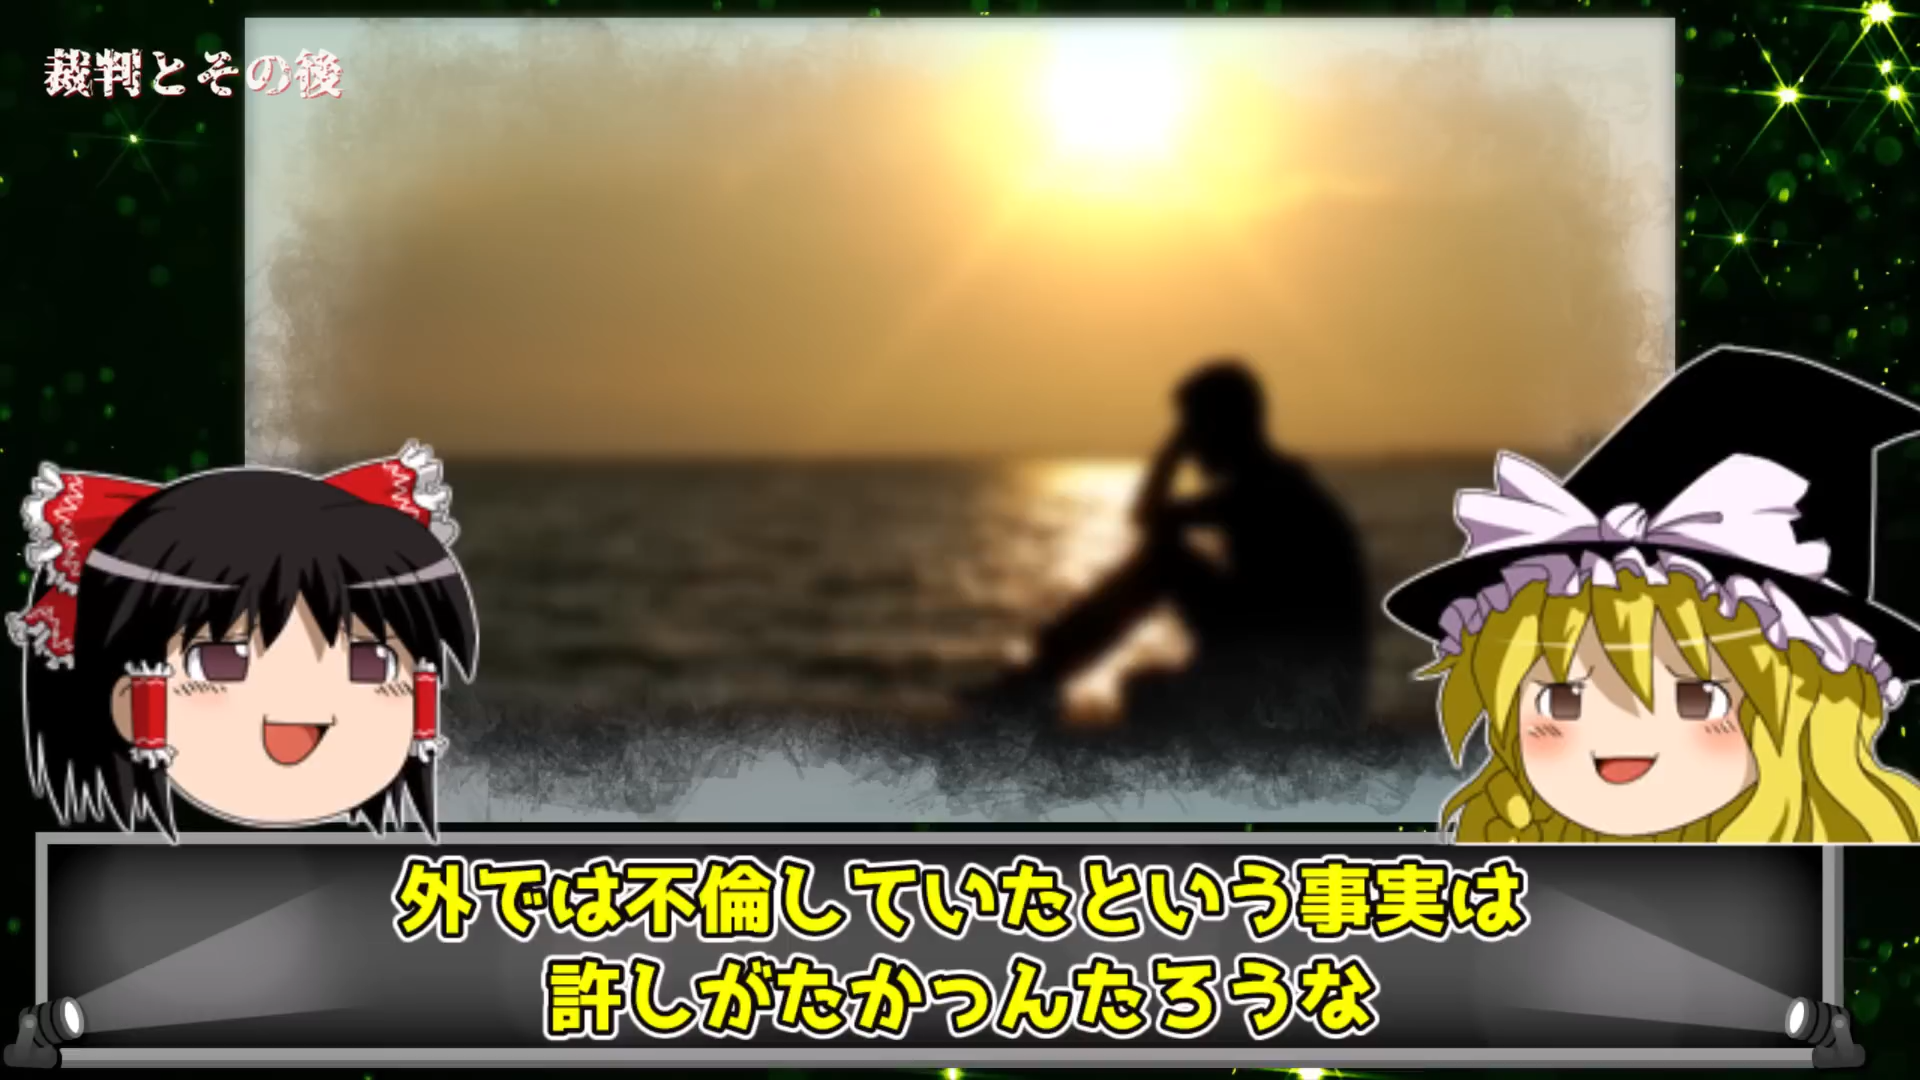 裁判とその後
外では不倫していたという事実は
許しがたかったんだろうな